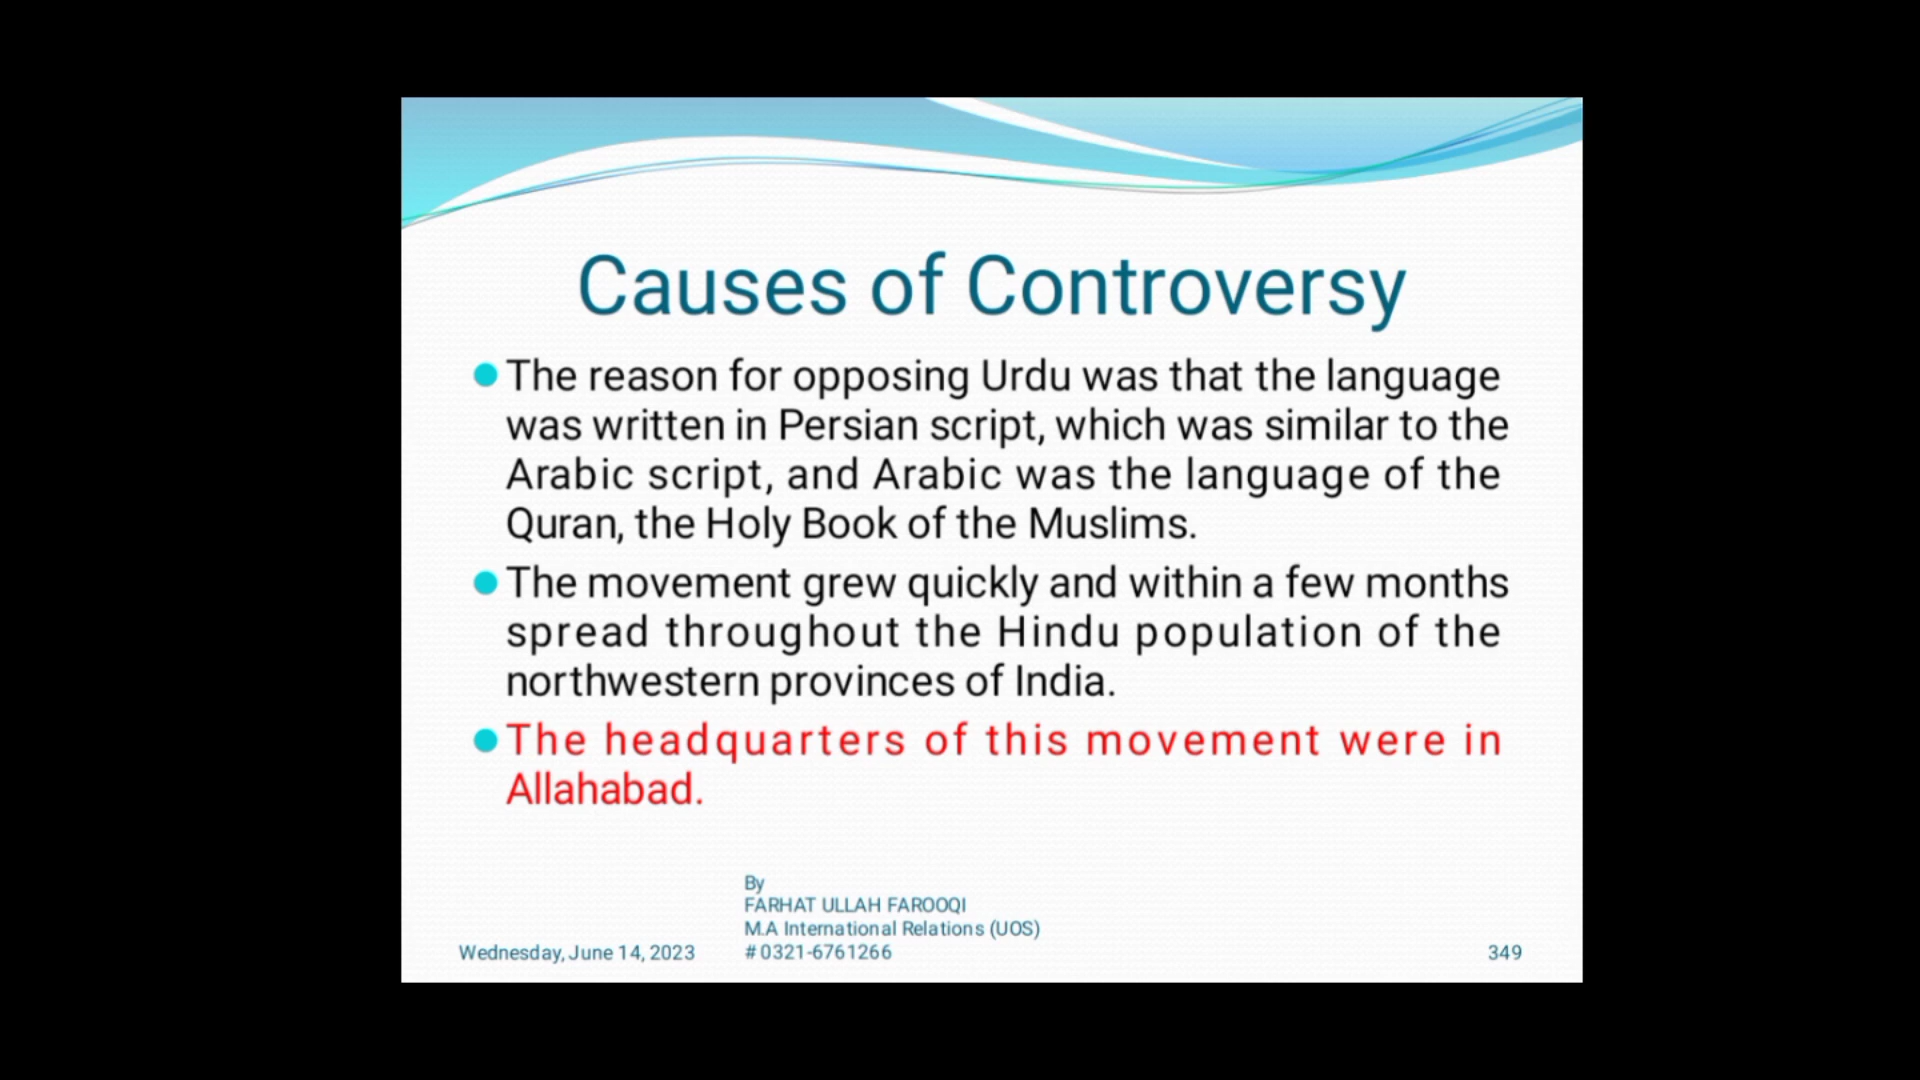 Causes of Controversy
The reason for opposing Urdu was that the language
was written in Persian script, which was similar to the
Arabic script, and Arabic was the language of the
Quran, the Holy Book of the Muslims.
The movement grew quickly and within a few months
spread throughout the Hindu population of the
northwestern provinces of India.
The headquarters of this movement were in
Allahabad.
By
FARHAT ULLAH FAROOQI
M.A International Relations (UOS)
# 0321-6761266
Wednesday, June 14, 2023
349